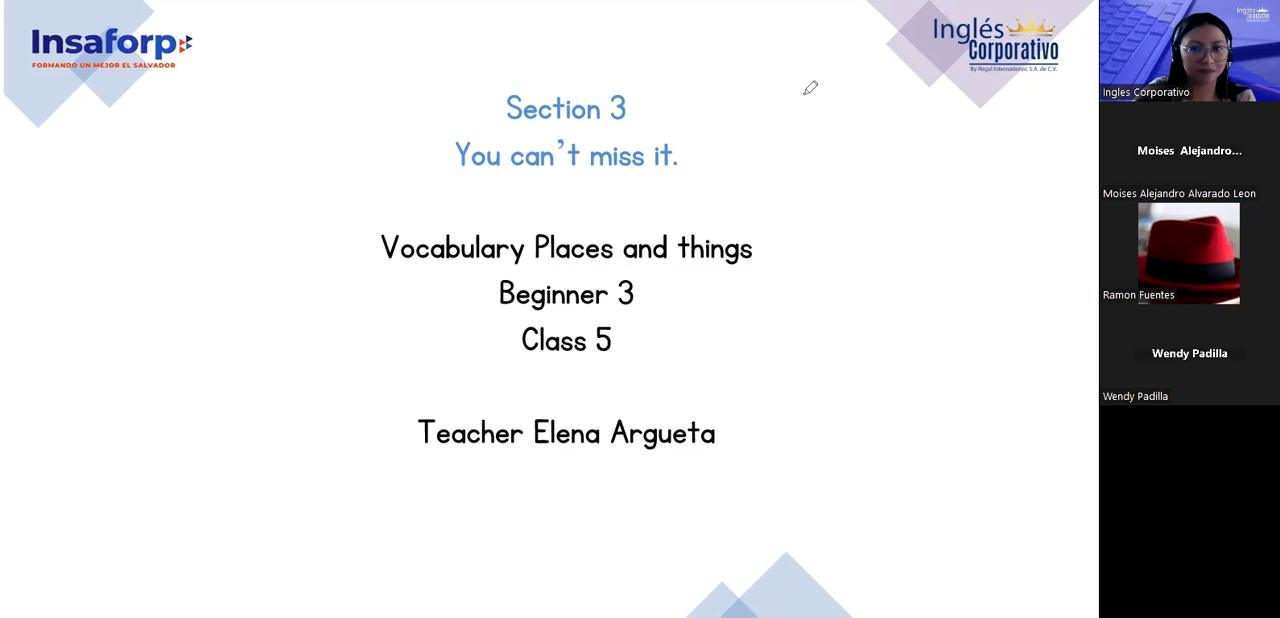 Insaforp
FORMANDO UN MEJOR EL SALVADOR
Inglés
Corporativo
By Regal International, S.A. de C.V.
Section 3
You can't miss it.
Vocabulary Places and things
Beginner 3
Class 5
Teacher Elena Argueta
Inglés
Corporativo
Ingles Corporativo
Moises Alejandro...
Moises Alejandro Alvarado Leon
Ramon Fuentes
Wendy Padilla
Wendy Padilla